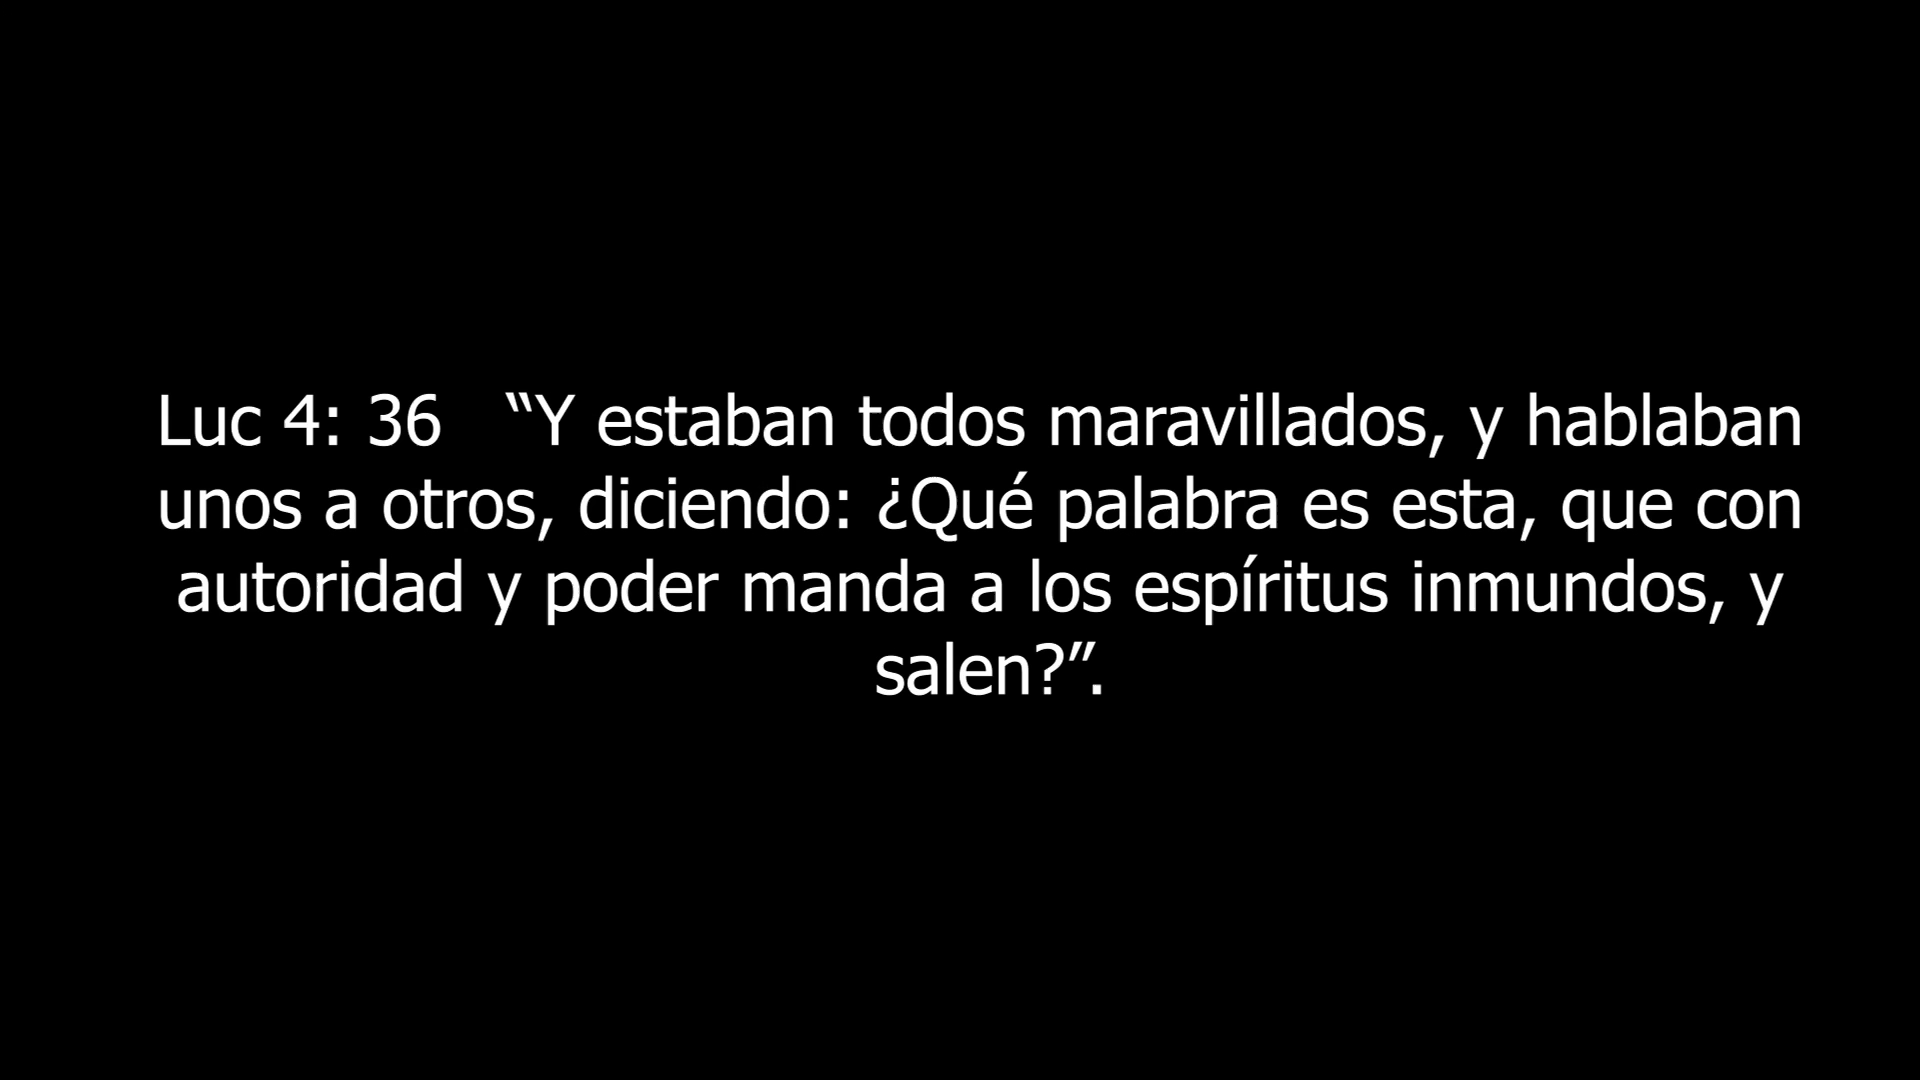 Luc 4: 36   “Y estaban todos maravillados, y hablaban
unos a otros, diciendo: ¿Qué palabra es esta, que con
autoridad y poder manda a los espíritus inmundos, y
salen?”.